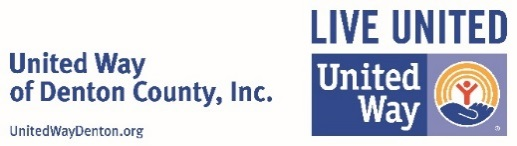 United Way
of Denton County, Inc.
UnitedWayDenton.org
LIVE UNITED
United
Way
®